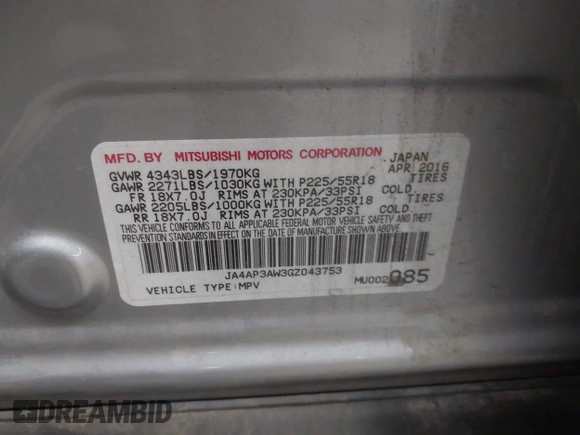 MFD. BY MITSUBISHI MOTORS CORPORATION JAPAN
GVWR 4343LBS/1970KG APR 2016
GAWR 2271LBS/1030KG WITH P225/55R18 TIRES
FR 18X7.0J RIMS AT 230KPA/33PSI COLD
GAWR 2205LBS/1000KG WITH P225/55R18 TIRES
RR 18X7.0J RIMS AT 230KPA/33PSI COLD
THIS VEHICLE CONFORMS TO ALL APPLICABLE FEDERAL MOTOR VEHICLE SAFETY AND THEFT
PREVENTION STANDARDS IN EFFECT ON THE DATE OF MANUFACTURE SHOWN ABOVE.
JA4AP3AW3GZ043753
VEHICLE TYPE:MPV MU002085
DREAMBID